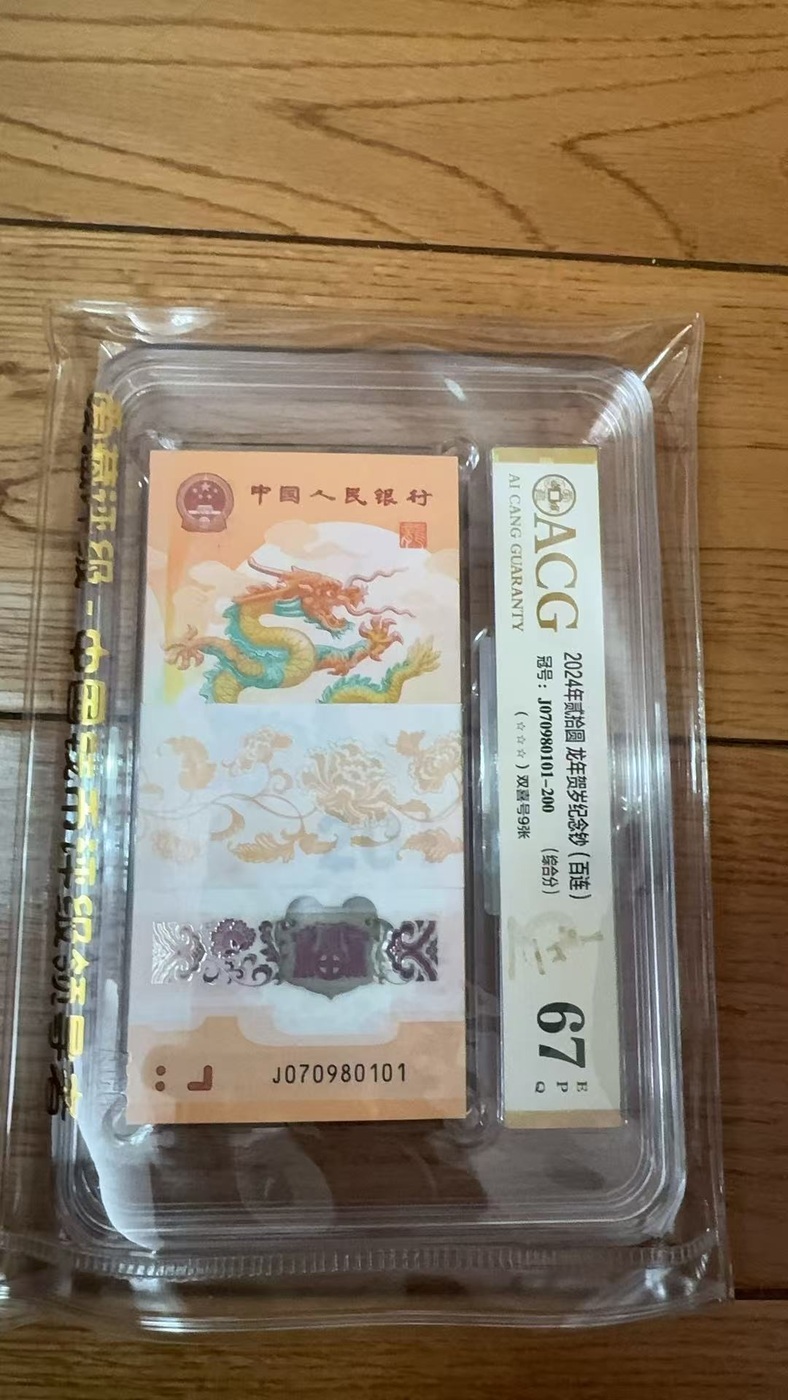 中国人民银行
J070980101
ACG
AI CANG GUARANTY
2024年贰拾圆 龙年贺岁纪念钞（百连）
冠号：J070980101-200 （综合分）
（☆☆☆）双喜号9张
67
E
P
Q